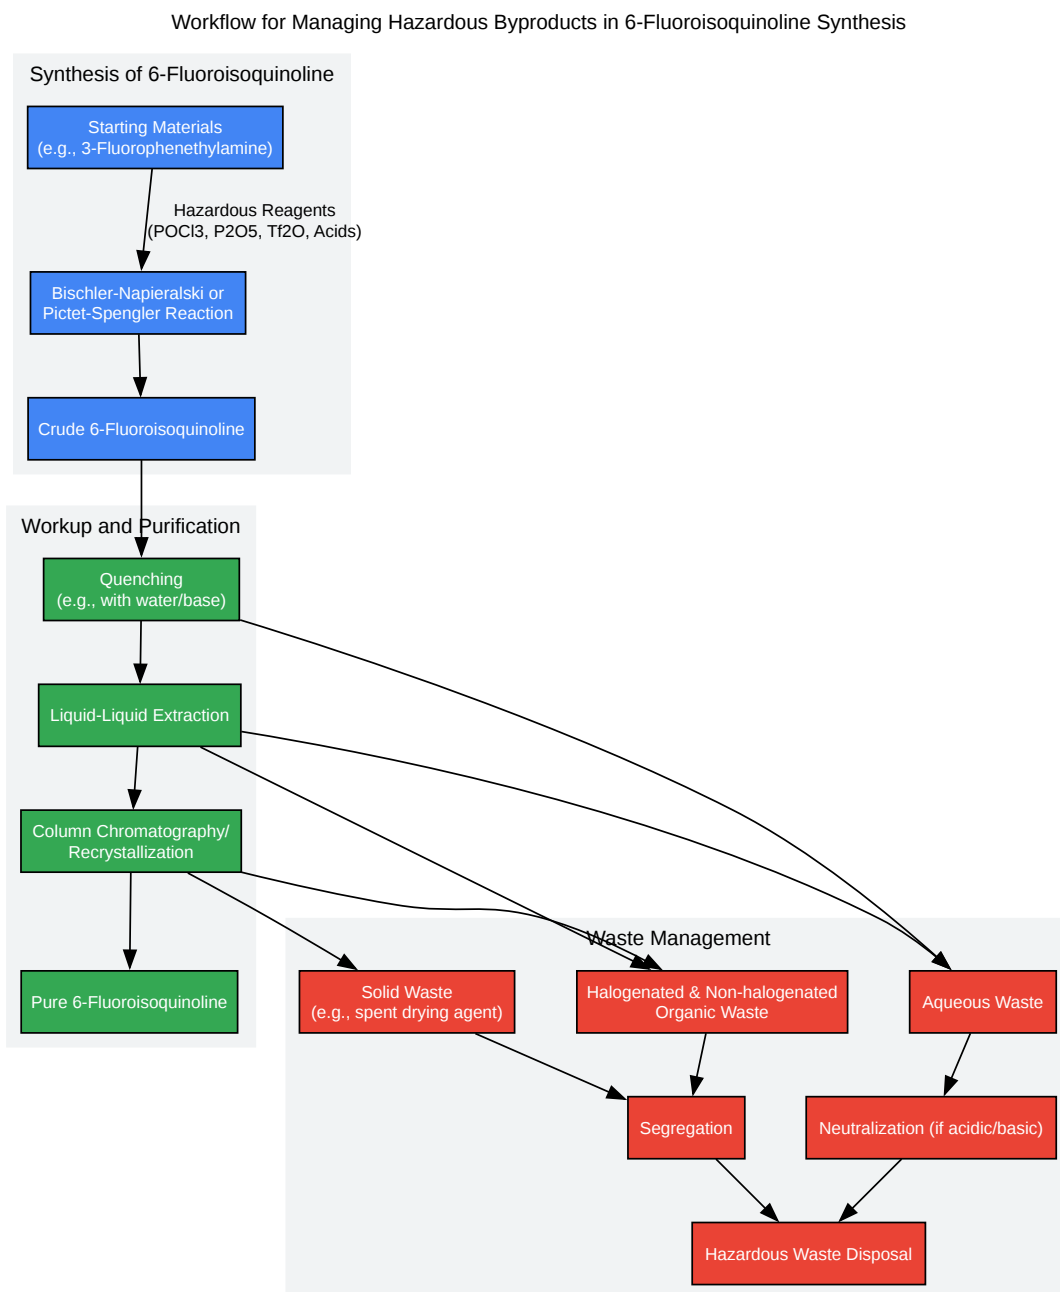 Workflow for Managing Hazardous Byproducts in 6-Fluoroisoquinoline Synthesis
Synthesis of 6-Fluoroisoquinoline
Starting Materials
(e.g., 3-Fluorophenethylamine)
Hazardous Reagents
(POCl3, P2O5, Tf2O, Acids)
Bischler-Napieralski or
Pictet-Spengler Reaction
Crude 6-Fluoroisoquinoline
Workup and Purification
Quenching
(e.g., with water/base)
Liquid-Liquid Extraction
Column Chromatography/
Recrystallization
Pure 6-Fluoroisoquinoline
Waste Management
Solid Waste
(e.g., spent drying agent)
Halogenated & Non-halogenated
Organic Waste
Aqueous Waste
Segregation
Neutralization (if acidic/basic)
Hazardous Waste Disposal